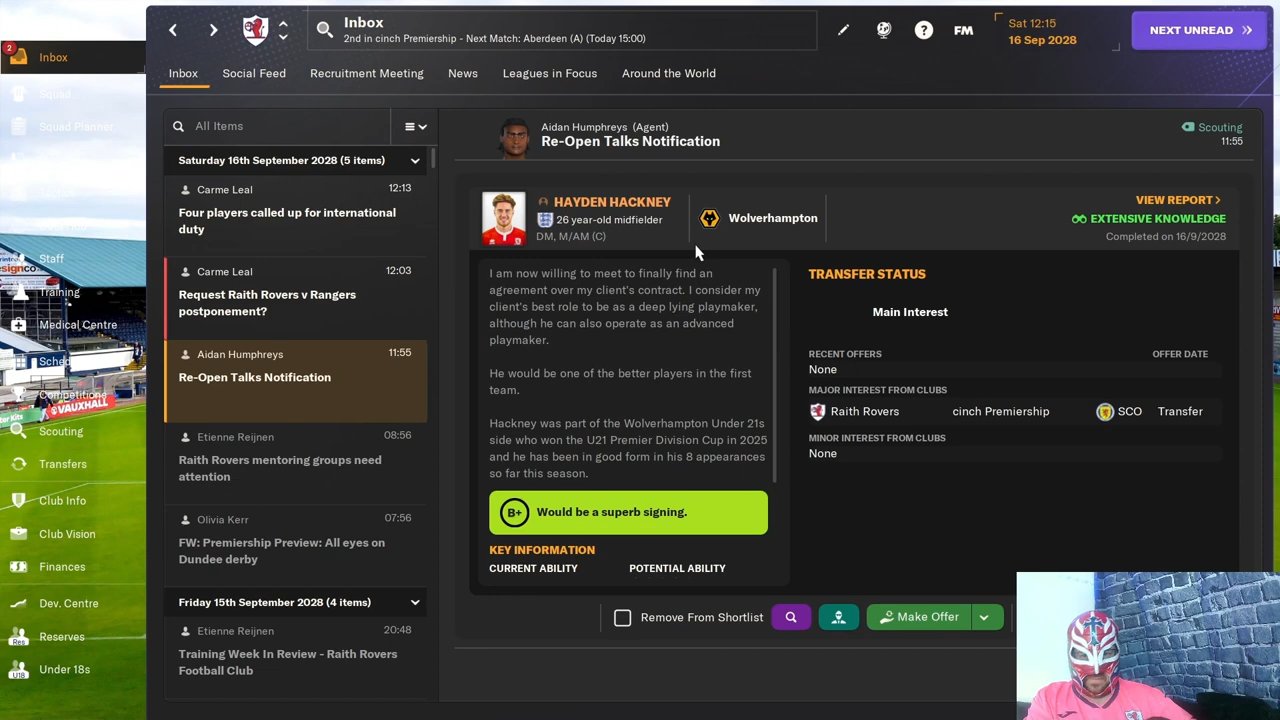 Inbox
2nd in cinch Premiership - Next Match: Aberdeen (A) (Today 15:00)
?
FM
Sat 12:15
16 Sep 2028
NEXT UNREAD
2
Inbox
Squad
Squad Planner
Staff
Training
Medical Centre
Sched
Competitions
Scouting
Transfers
Club Info
Club Vision
Finances
Dev. Centre
Reserves
Under 18s
Inbox
Social Feed
Recruitment Meeting
News
Leagues in Focus
Around the World
All Items
Saturday 16th September 2028 (5 items)
Carme Leal
12:13
Four players called up for international
duty
Carme Leal
12:03
Request Raith Rovers v Rangers
postponement?
Aidan Humphreys
11:55
Re-Open Talks Notification
Etienne Reijnen
08:56
Raith Rovers mentoring groups need
attention
Olivia Kerr
07:56
FW: Premiership Preview: All eyes on
Dundee derby
Friday 15th September 2028 (4 items)
Etienne Reijnen
20:48
Training Week In Review - Raith Rovers
Football Club
Aidan Humphreys (Agent)
Re-Open Talks Notification
Scouting
11:55
HAYDEN HACKNEY
26 year-old midfielder
DM, M/AM (C)
Wolverhampton
VIEW REPORT >
EXTENSIVE KNOWLEDGE
Completed on 16/9/2028
I am now willing to meet to finally find an
agreement over my client's contract. I consider my
client's best role to be as a deep lying playmaker,
although he can also operate as an advanced
playmaker.
He would be one of the better players in the first
team.
Hackney was part of the Wolverhampton Under 21s
side who won the U21 Premier Division Cup in 2025
and he has been in good form in his 8 appearances
so far this season.
B+
Would be a superb signing.
KEY INFORMATION
CURRENT ABILITY
POTENTIAL ABILITY
TRANSFER STATUS
Main Interest
RECENT OFFERS
OFFER DATE
None
MAJOR INTEREST FROM CLUBS
Raith Rovers
cinch Premiership
SCO
Transfer
MINOR INTEREST FROM CLUBS
None
Remove From Shortlist
Make Offer
VAUXHALL
Res
U18